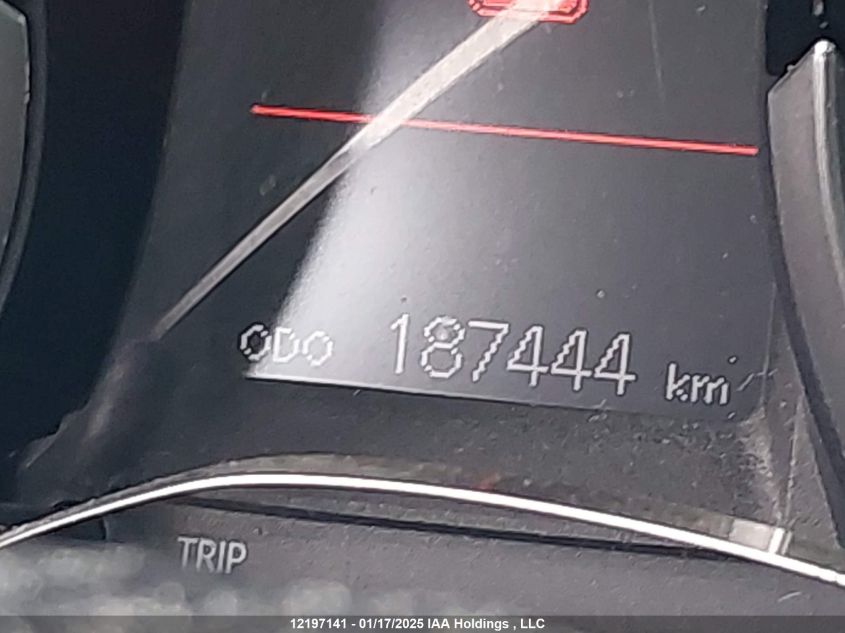 ODO 187444 km
TRIP
12197141 - 01/17/2025 IAA Holdings , LLC